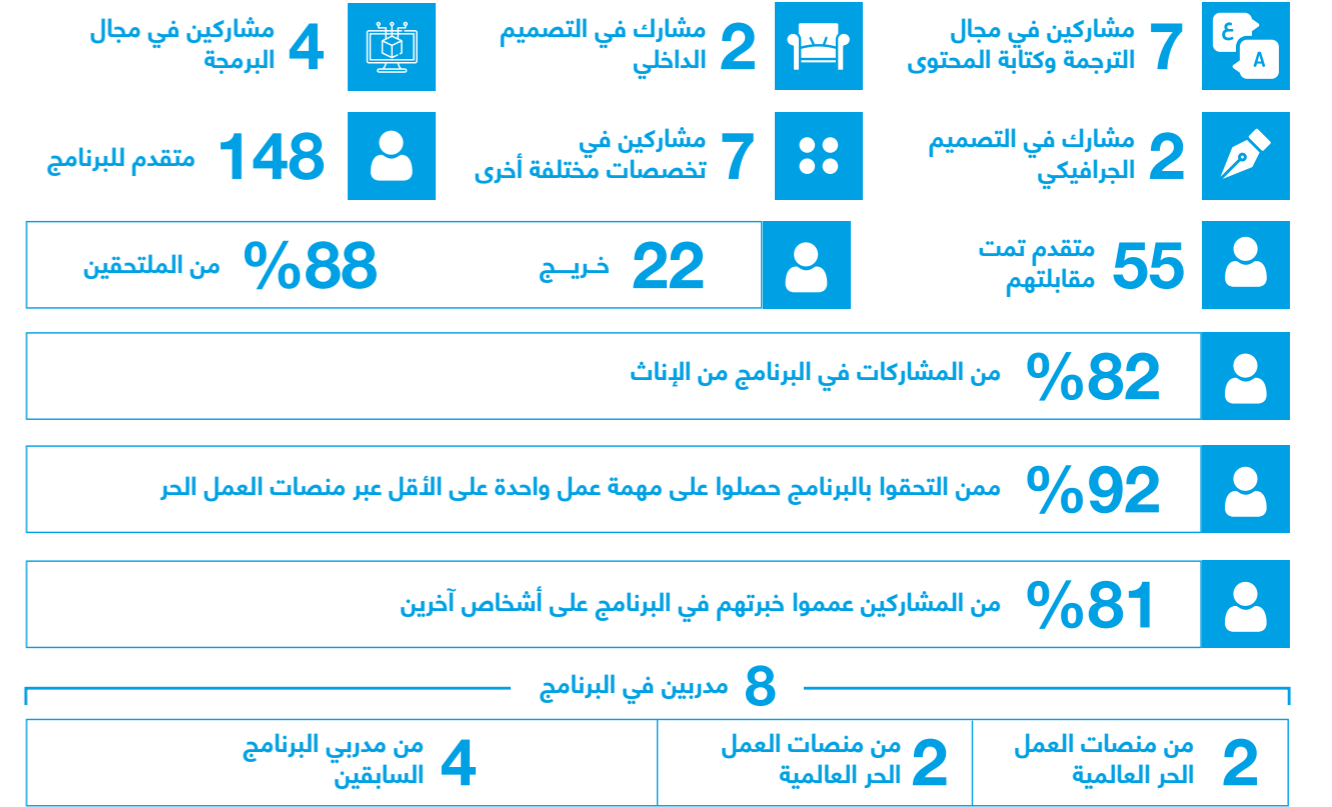 7 مشاركين في مجال
الترجمة وكتابة المحتوى
2 مشارك في التصميم
الداخلي
4 مشاركين في مجال
البرمجة
2 مشارك في التصميم
الجرافيكي
7 مشاركين في
تخصصات مختلفة أخرى
148 متقدم للبرنامج
55 متقدم تمت
مقابلتهم
22 خـريــج %88 من الملتحقين
%82 من المشاركات في البرنامج من الإناث
%92 ممن التحقوا بالبرنامج حصلوا على مهمة عمل واحدة على الأقل عبر منصات العمل الحر
%81 من المشاركين عمموا خبرتهم في البرنامج على أشخاص آخرين
8 مدربين في البرنامج
2 من منصات العمل
الحر العالمية
2 من منصات العمل
الحر العالمية
4 من مدربي البرنامج
السابقين
ع
A